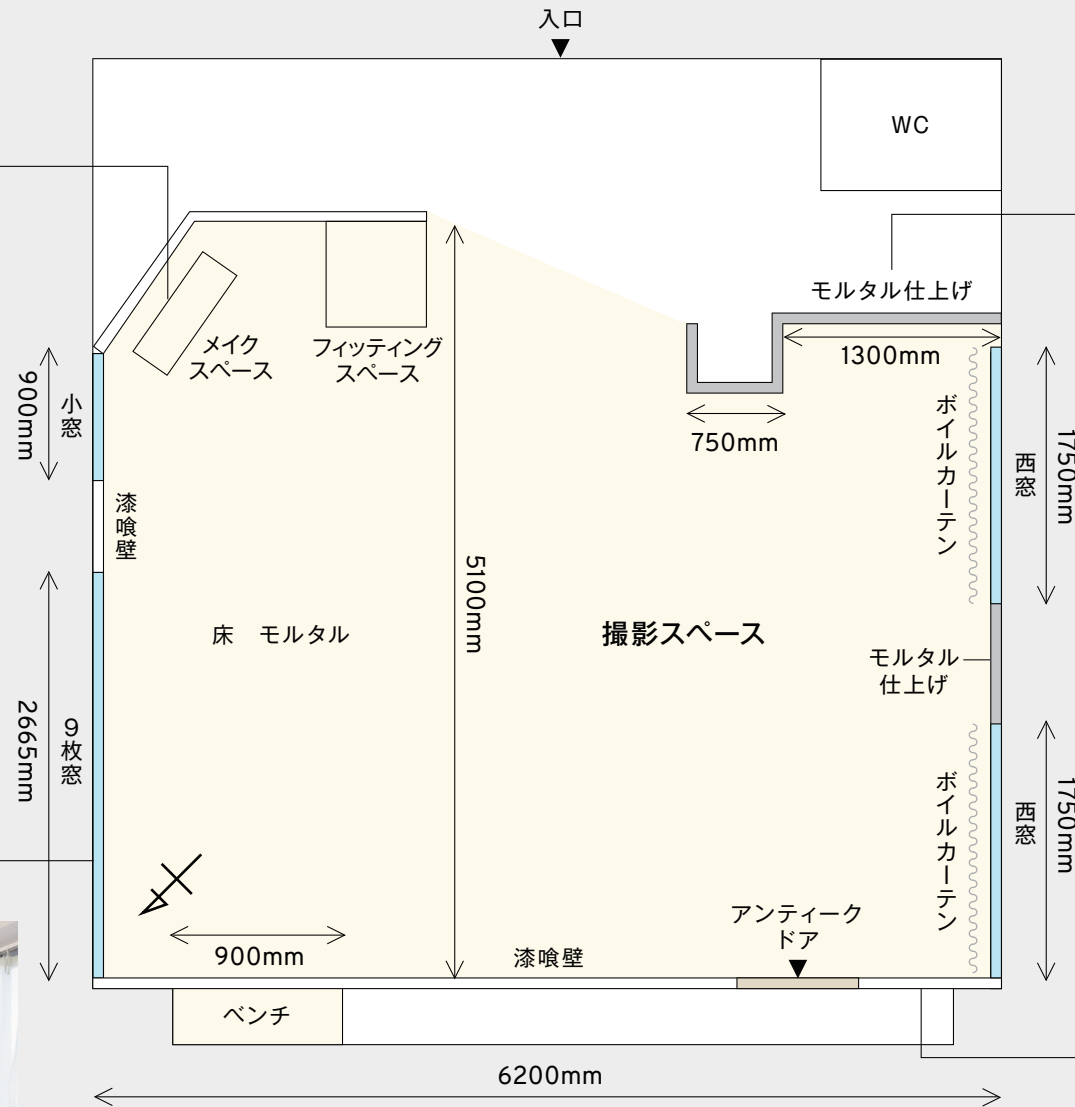 入口
WC
モルタル仕上げ
1300mm
750mm
メイク
スペース
フィッティング
スペース
小窓
900mm
漆喰壁
ボイルカーテン
西窓
1750mm
5100mm
床　モルタル
撮影スペース
モルタル
仕上げ
9枚窓
2665mm
ボイルカーテン
西窓
1750mm
900mm
漆喰壁
アンティーク
ドア
ベンチ
6200mm